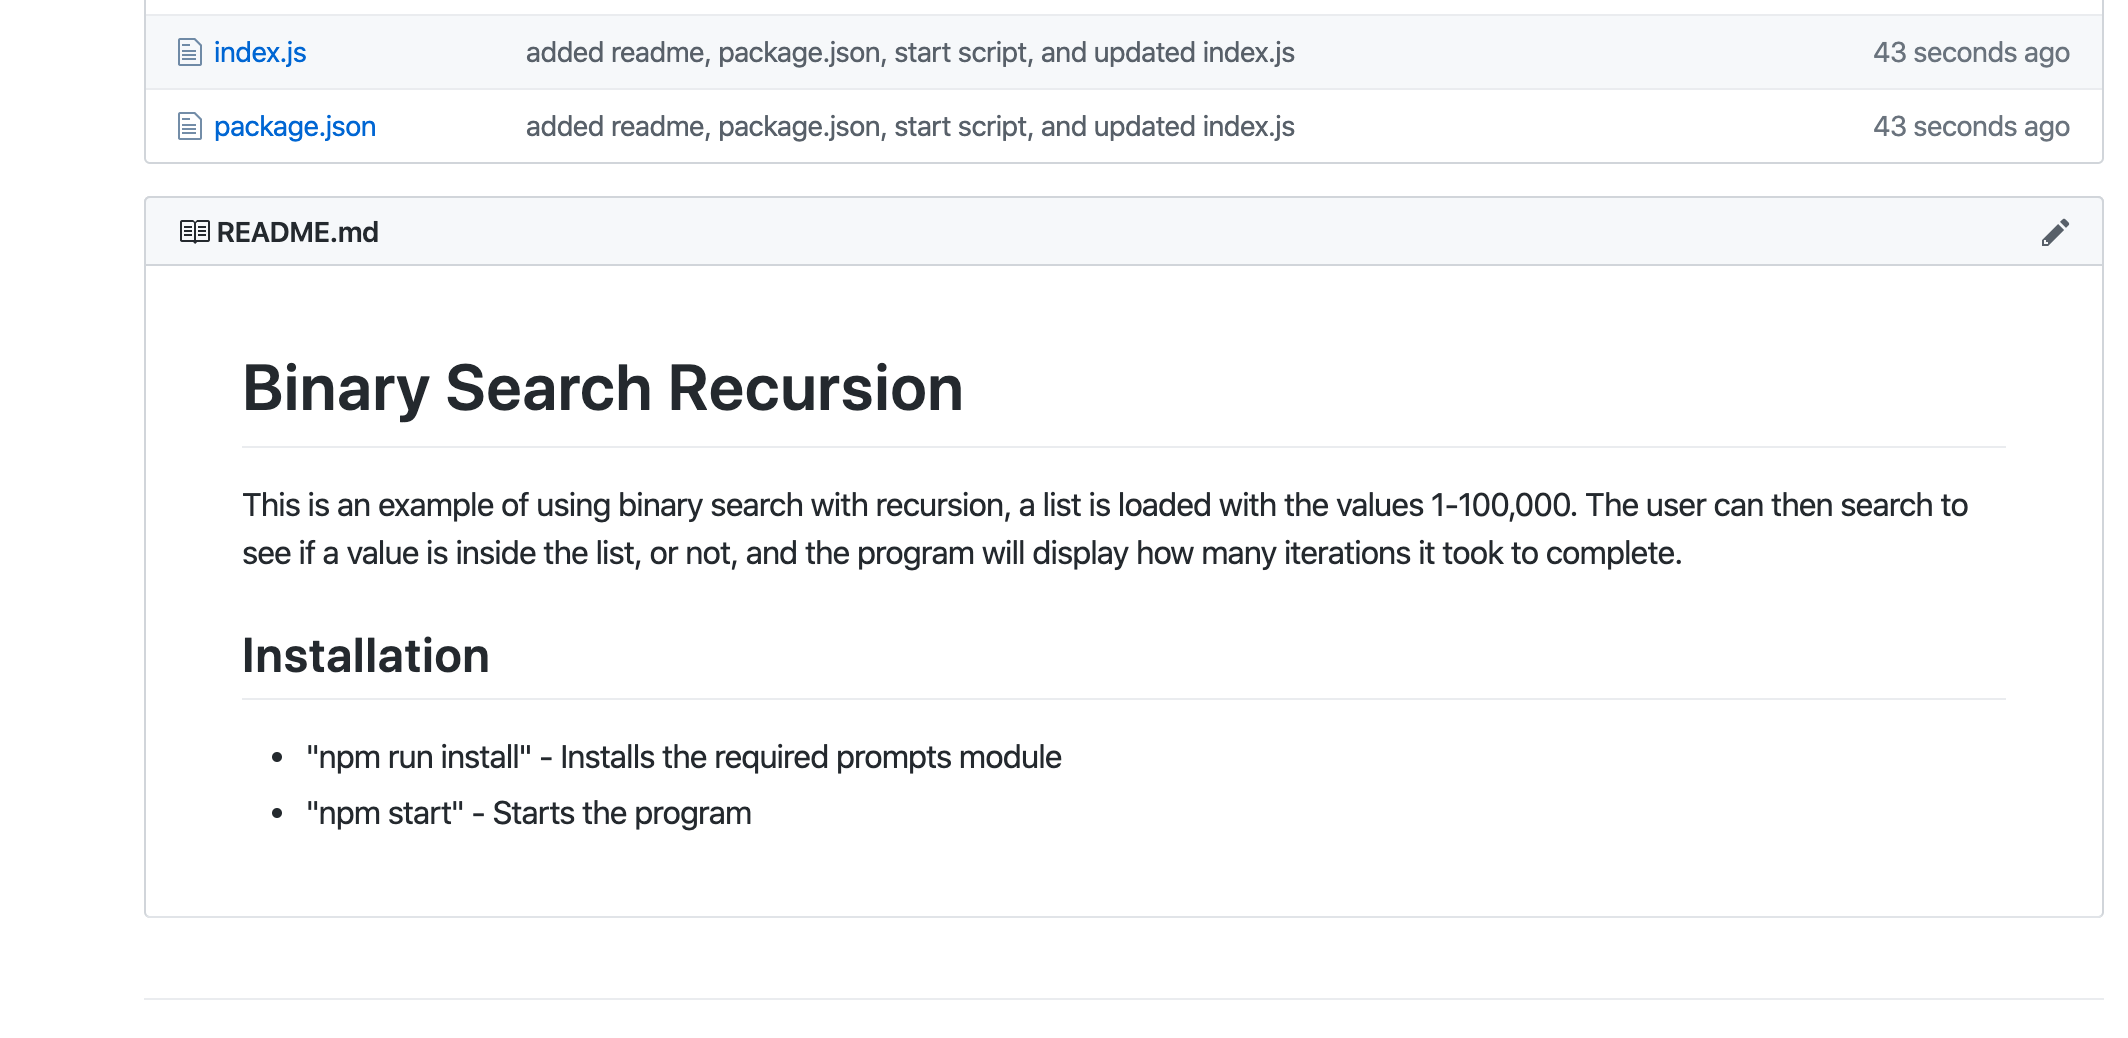 index.js added readme, package.json, start script, and updated index.js 43 seconds ago
package.json added readme, package.json, start script, and updated index.js 43 seconds ago
README.md
Binary Search Recursion
This is an example of using binary search with recursion, a list is loaded with the values 1-100,000. The user can then search to
see if a value is inside the list, or not, and the program will display how many iterations it took to complete.
Installation
• "npm run install" - Installs the required prompts module
• "npm start" - Starts the program